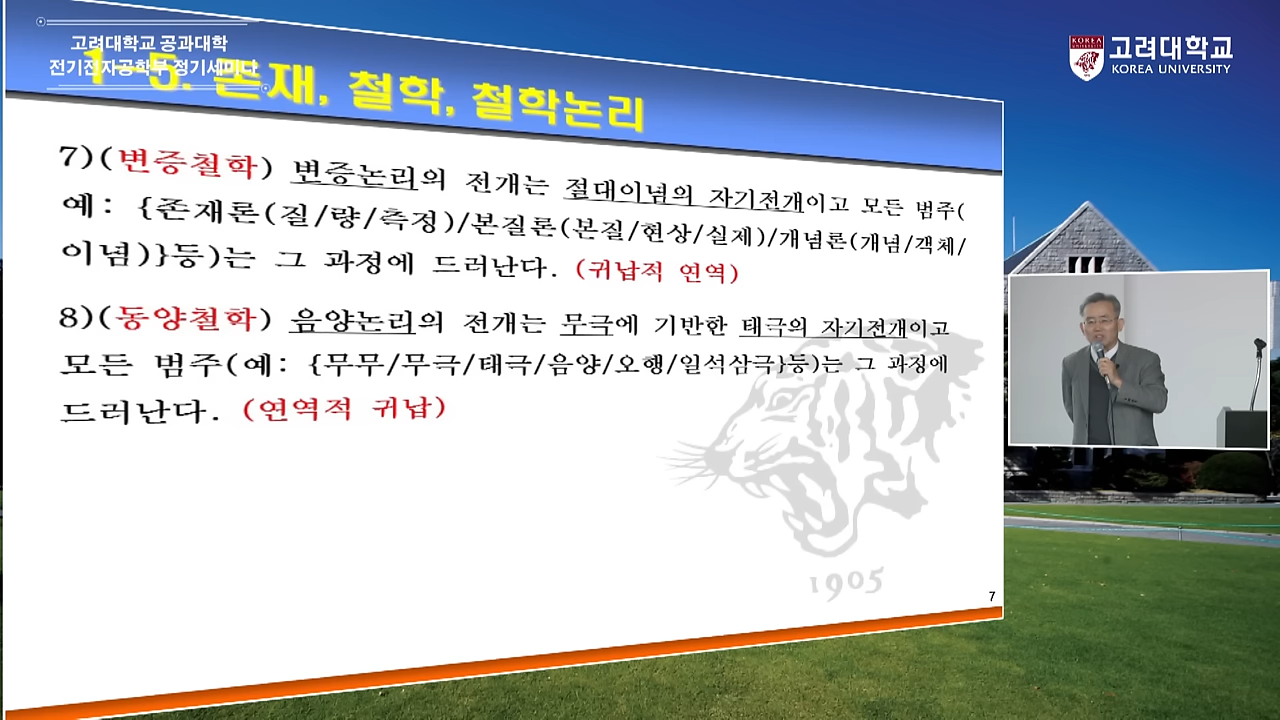 고려대학교 공과대학
전기전자공학부 정기세미나
1-5. 존재, 철학, 철학논리
KOREA
고려대학교
KOREA UNIVERSITY
7)(변증철학) 변증논리의 전개는 절대이념의 자기전개이고 모든 범주(
예: {존재론(질/량/측정)/본질론(본질/현상/실제)/개념론(개념/객체/
이념)}등)는 그 과정에 드러난다. (귀납적 연역)
8)(동양철학) 음양논리의 전개는 무극에 기반한 태극의 자기전개이고
모든 범주(예: {무무/무극/태극/음양/오행/일석삼극}등)는 그 과정에
드러난다. (연역적 귀납)
1905
7